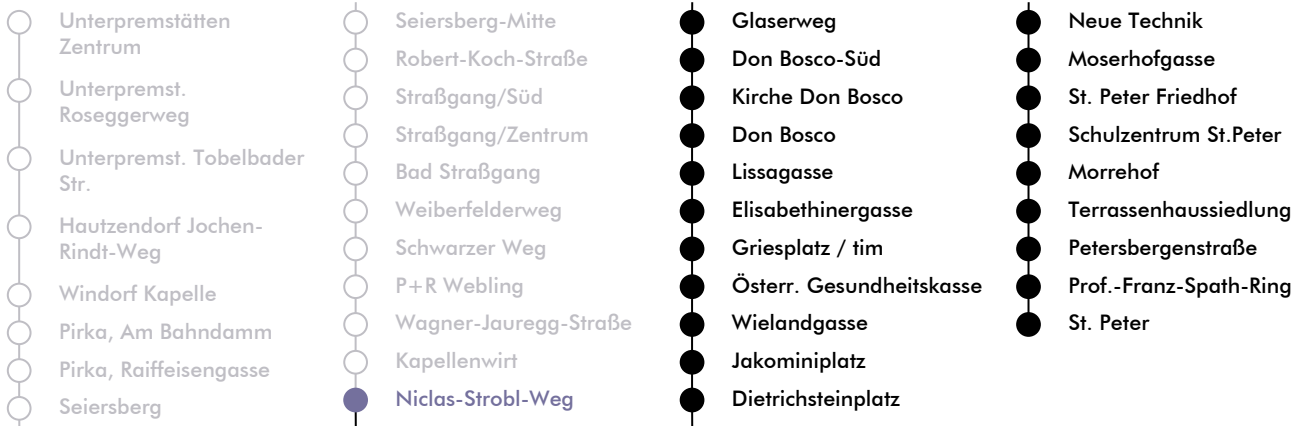 Unterpremstätten
Zentrum
Unterpremst.
Roseggerweg
Unterpremst. Tobelbader
Str.
Hautzendorf Jochen-
Rindt-Weg
Windorf Kapelle
Pirka, Am Bahndamm
Pirka, Raiffeisengasse
Seiersberg
Seiersberg-Mitte
Robert-Koch-Straße
Straßgang/Süd
Straßgang/Zentrum
Bad Straßgang
Weiberfelderweg
Schwarzer Weg
P+R Webling
Wagner-Jauregg-Straße
Kapellenwirt
Niclas-Strobl-Weg
Glaserweg
Don Bosco-Süd
Kirche Don Bosco
Don Bosco
Lissagasse
Elisabethinergasse
Griesplatz / tim
Österr. Gesundheitskasse
Wielandgasse
Jakominiplatz
Dietrichsteinplatz
Neue Technik
Moserhofgasse
St. Peter Friedhof
Schulzentrum St.Peter
Morrehof
Terrassenhaussiedlung
Petersbergenstraße
Prof.-Franz-Spath-Ring
St. Peter